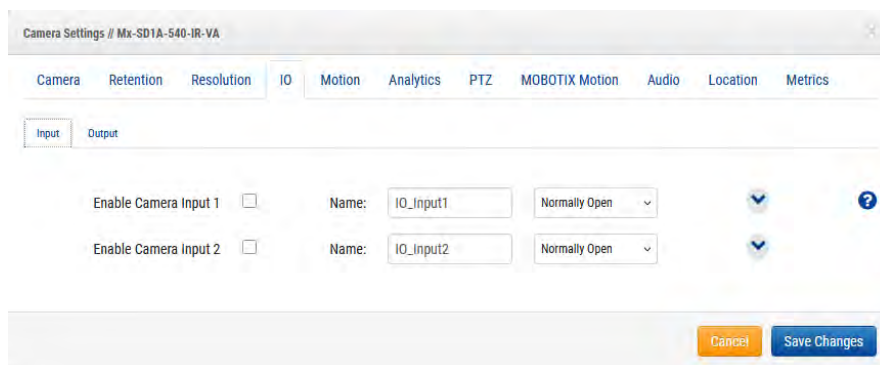 Camera Settings // Mx-SD1A-540-IR-VA
Camera Retention Resolution IO Motion Analytics PTZ MOBOTIX Motion Audio Location Metrics
Input Output
Enable Camera Input 1 Name: IO_Input1 Normally Open
Enable Camera Input 2 Name: IO_Input2 Normally Open
Cancel Save Changes